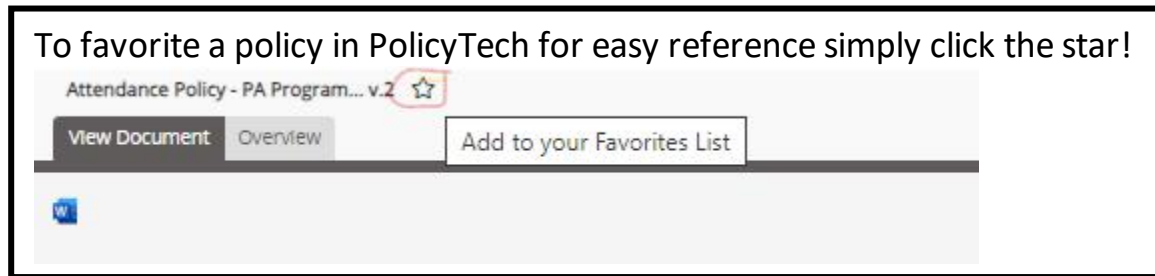 To favorite a policy in PolicyTech for easy reference simply click the star!
Attendance Policy - PA Program... v.2
View Document Overview
Add to your Favorites List
W